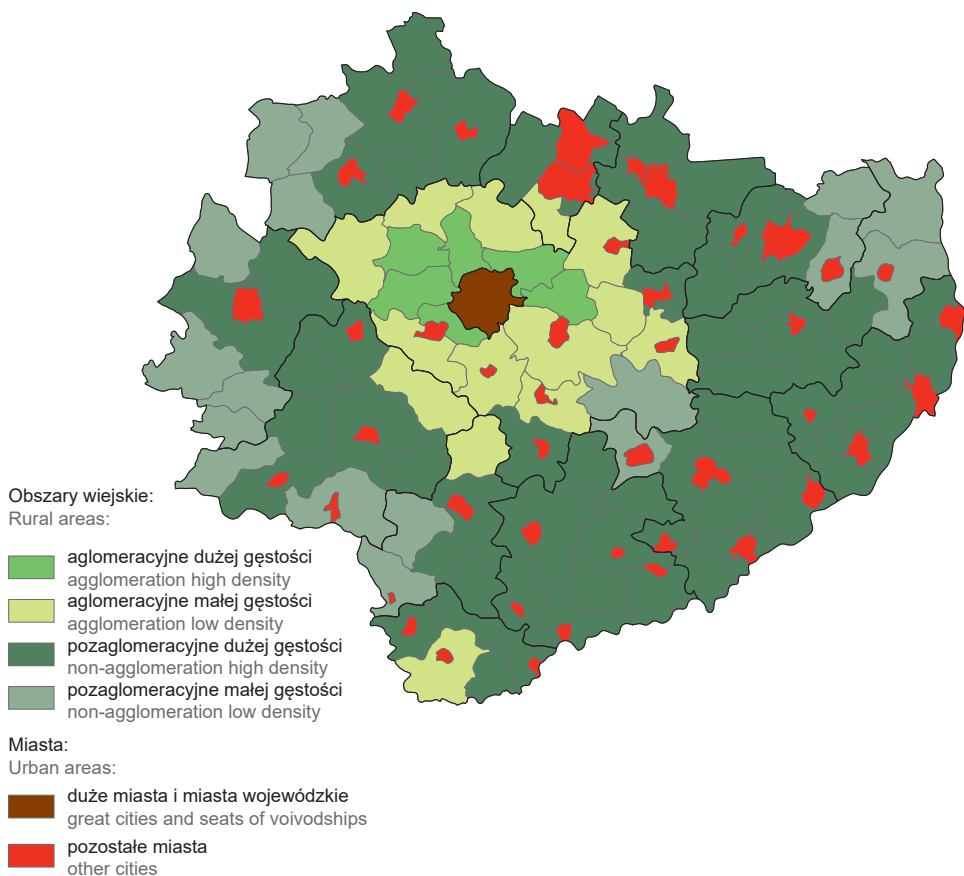 Obszary wiejskie:
Rural areas:
aglomeracyjne dużej gęstości
agglomeration high density
aglomeracyjne małej gęstości
agglomeration low density
pozaglomeracyjne dużej gęstości
non-agglomeration high density
pozaglomeracyjne małej gęstości
non-agglomeration low density
Miasta:
Urban areas:
duże miasta i miasta wojewódzkie
great cities and seats of voivodships
pozostałe miasta
other cities